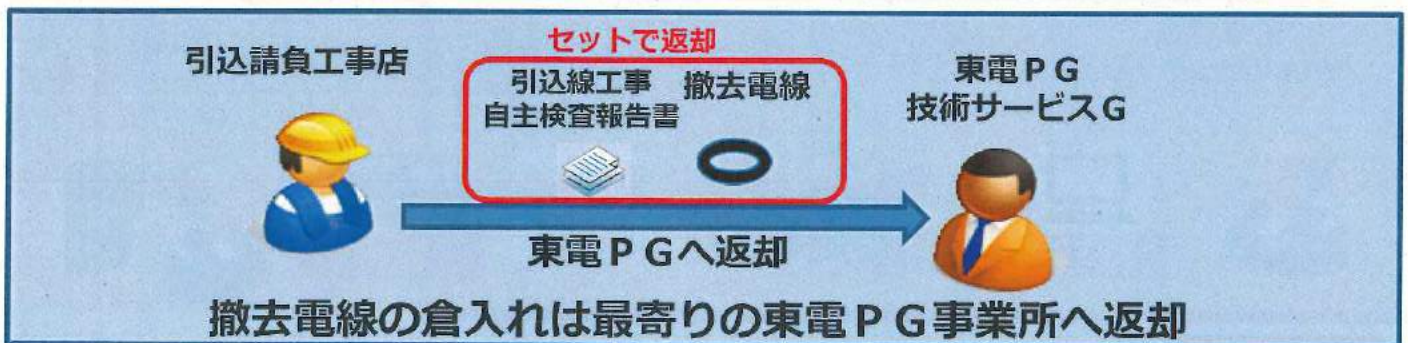 セットで返却
引込請負工事店
引込線工事
自主検査報告書
撤去電線
東電ＰＧ
技術サービスＧ
東電ＰＧへ返却
撤去電線の倉入れは最寄りの東電ＰＧ事業所へ返却